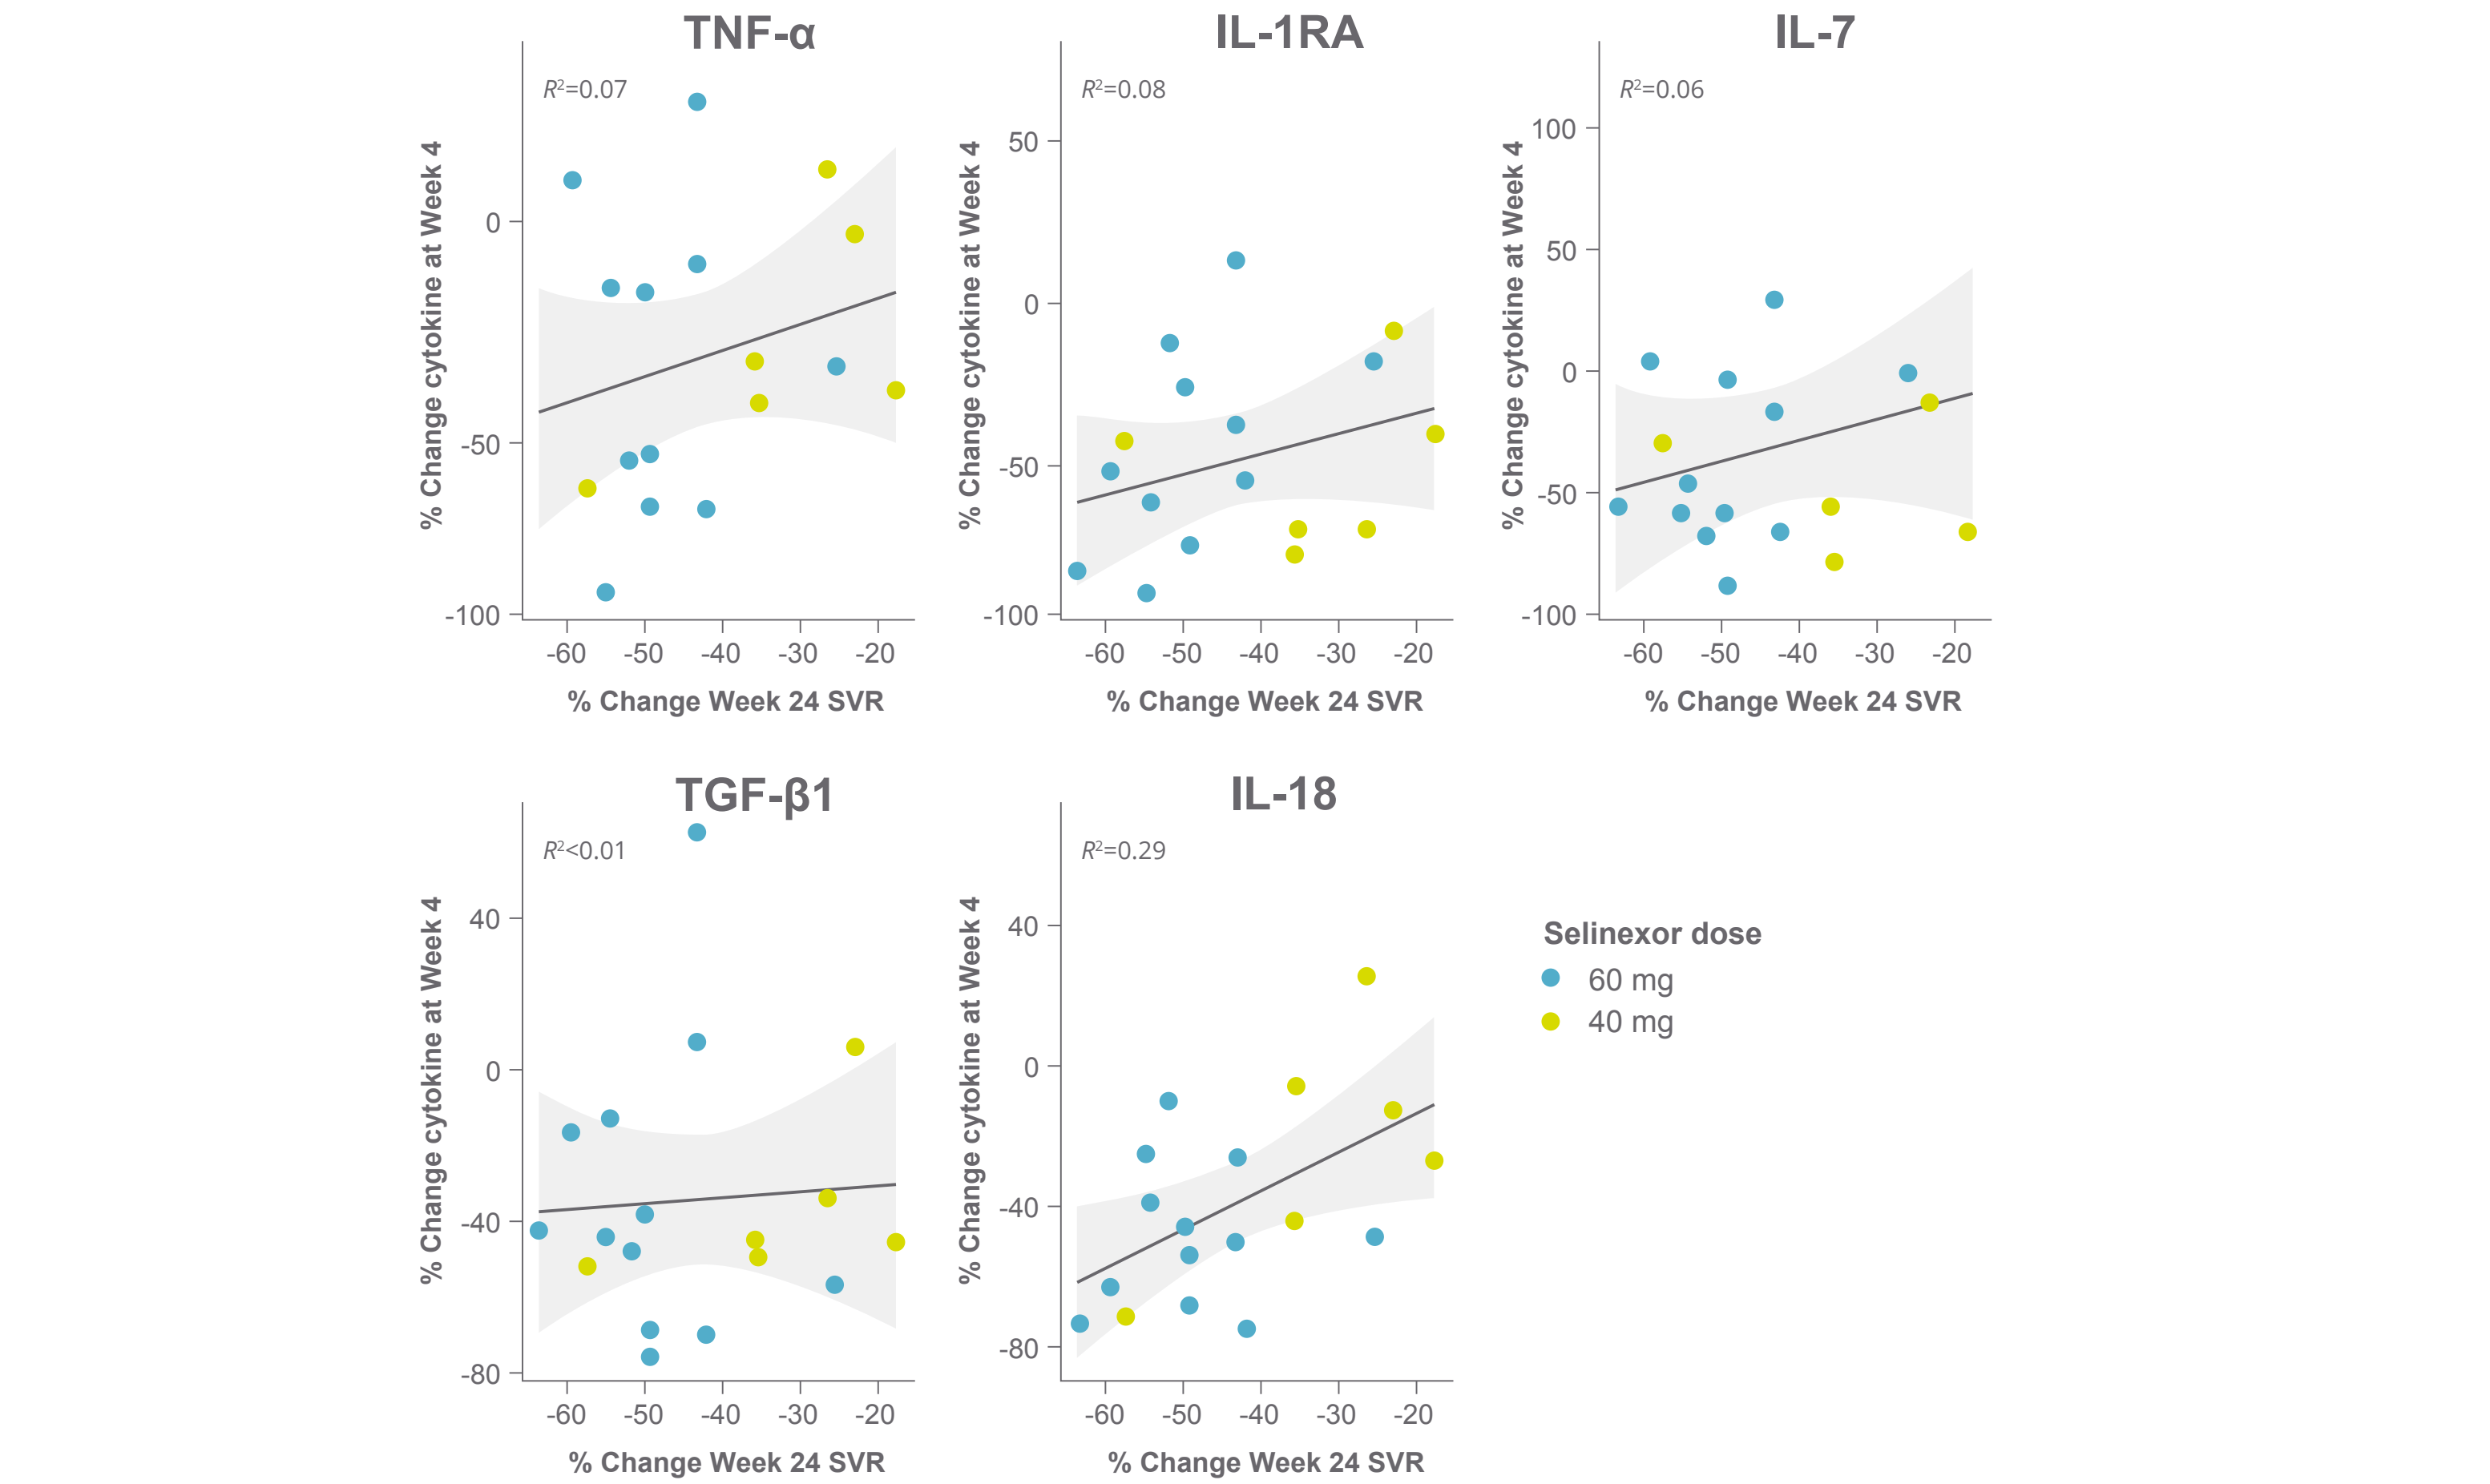 TNF-α
R²=0.07
% Change cytokine at Week 4
0
-50
-100
-60 -50 -40 -30 -20
% Change Week 24 SVR
IL-1RA
R²=0.08
% Change cytokine at Week 4
50
0
-50
-100
-60 -50 -40 -30 -20
% Change Week 24 SVR
IL-7
R²=0.06
% Change cytokine at Week 4
100
50
0
-50
-100
-60 -50 -40 -30 -20
% Change Week 24 SVR
TGF-β1
R²<0.01
% Change cytokine at Week 4
40
0
-40
-80
-60 -50 -40 -30 -20
% Change Week 24 SVR
IL-18
R²=0.29
% Change cytokine at Week 4
40
0
-40
-80
-60 -50 -40 -30 -20
% Change Week 24 SVR
Selinexor dose
60 mg
40 mg